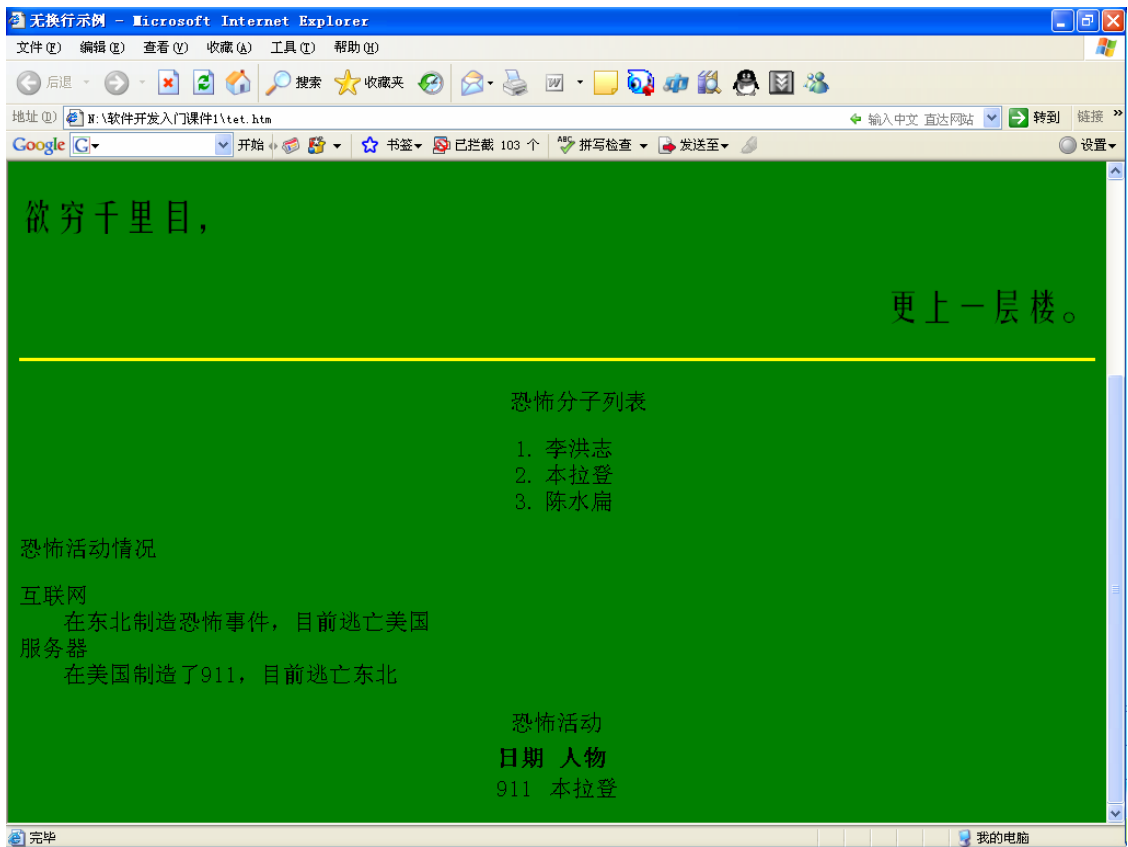 无换行示例 - Microsoft Internet Explorer
文件(F) 编辑(E) 查看(V) 收藏(A) 工具(T) 帮助(H)
后退 搜索 收藏夹
地址(D) N:\软件开发入门课件1\tet.htm 输入中文 直达网站 转到 链接 »
Google G 开始 书签 已拦截 103 个 ABC 拼写检查 发送至 设置
欲穷千里目，
更上一层楼。
恐怖分子列表
1. 李洪志
2. 本拉登
3. 陈水扁
恐怖活动情况
互联网
在东北制造恐怖事件，目前逃亡美国
服务器
在美国制造了911，目前逃亡东北
恐怖活动
日期 人物
911 本拉登
完毕 我的电脑